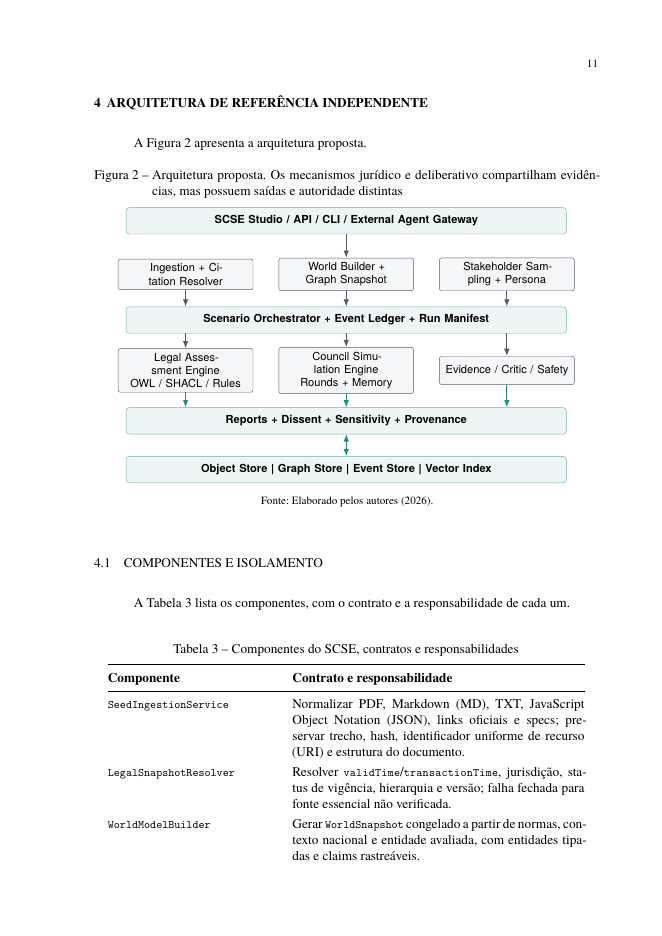 11
4 ARQUITETURA DE REFERÊNCIA INDEPENDENTE
A Figura 2 apresenta a arquitetura proposta.
Figura 2 – Arquitetura proposta. Os mecanismos jurídico e deliberativo compartilham evidên-
cias, mas possuem saídas e autoridade distintas
SCSE Studio / API / CLI / External Agent Gateway
Ingestion + Ci-
tation Resolver
World Builder +
Graph Snapshot
Stakeholder Sam-
pling + Persona
Scenario Orchestrator + Event Ledger + Run Manifest
Legal Asses-
sment Engine
OWL / SHACL / Rules
Council Simu-
lation Engine
Rounds + Memory
Evidence / Critic / Safety
Reports + Dissent + Sensitivity + Provenance
Object Store | Graph Store | Event Store | Vector Index
Fonte: Elaborado pelos autores (2026).
4.1 COMPONENTES E ISOLAMENTO
A Tabela 3 lista os componentes, com o contrato e a responsabilidade de cada um.
Tabela 3 – Componentes do SCSE, contratos e responsabilidades
Componente Contrato e responsabilidade
SeedIngestionService Normalizar PDF, Markdown (MD), TXT, JavaScript
Object Notation (JSON), links oficiais e specs; pre-
servar trecho, hash, identificador uniforme de recurso
(URI) e estrutura do documento.
LegalSnapshotResolver Resolver validTime/transactionTime, jurisdição, sta-
tus de vigência, hierarquia e versão; falha fechada para
fonte essencial não verificada.
WorldModelBuilder Gerar WorldSnapshot congelado a partir de normas, con-
texto nacional e entidade avaliada, com entidades tipa-
das e claims rastreáveis.